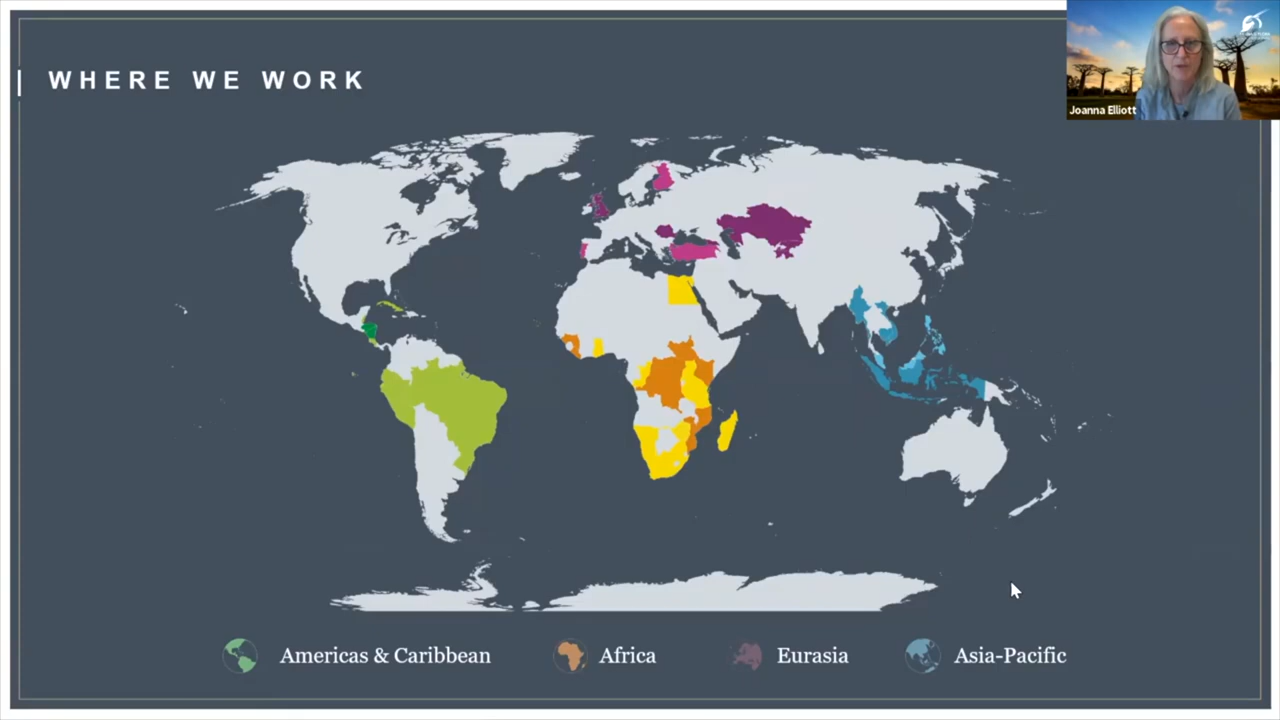 WHERE WE WORK
Joanna Elliott
Americas & Caribbean
Africa
Eurasia
Asia-Pacific